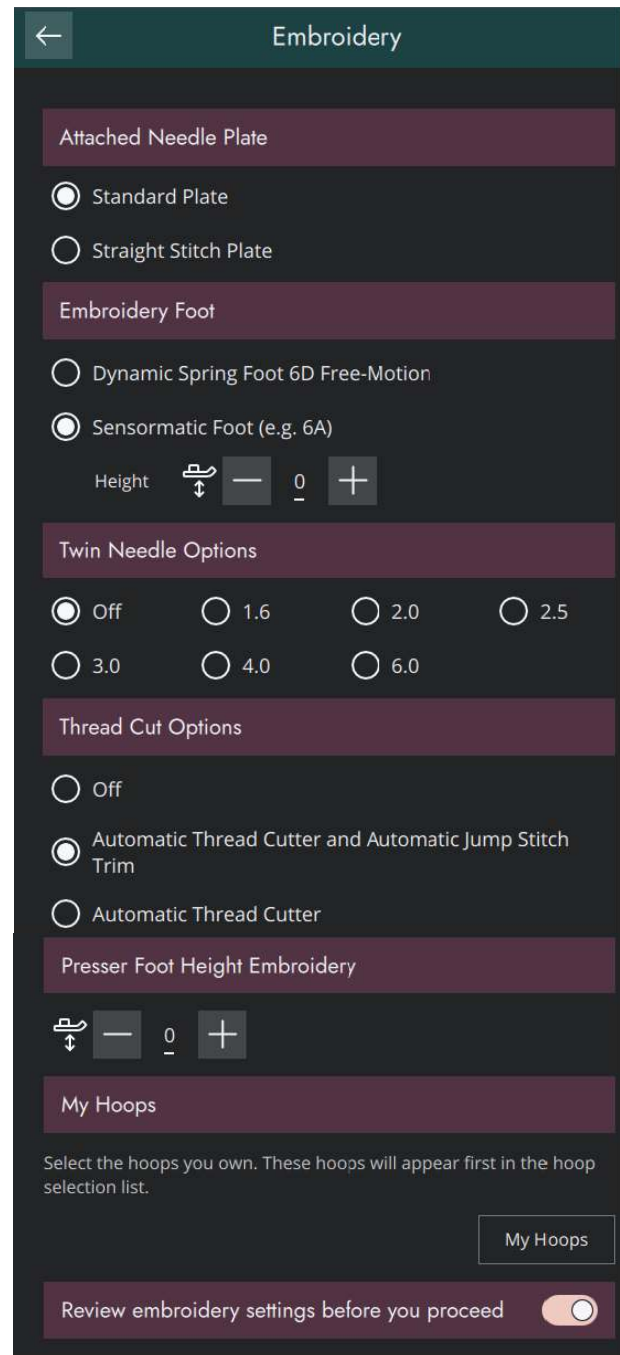 Embroidery
Attached Needle Plate
Standard Plate
Straight Stitch Plate
Embroidery Foot
Dynamic Spring Foot 6D Free-Motion
Sensormatic Foot (e.g. 6A)
Height 0
Twin Needle Options
Off 1.6 2.0 2.5
3.0 4.0 6.0
Thread Cut Options
Off
Automatic Thread Cutter and Automatic Jump Stitch
Trim
Automatic Thread Cutter
Presser Foot Height Embroidery
0
My Hoops
Select the hoops you own. These hoops will appear first in the hoop
selection list.
My Hoops
Review embroidery settings before you proceed